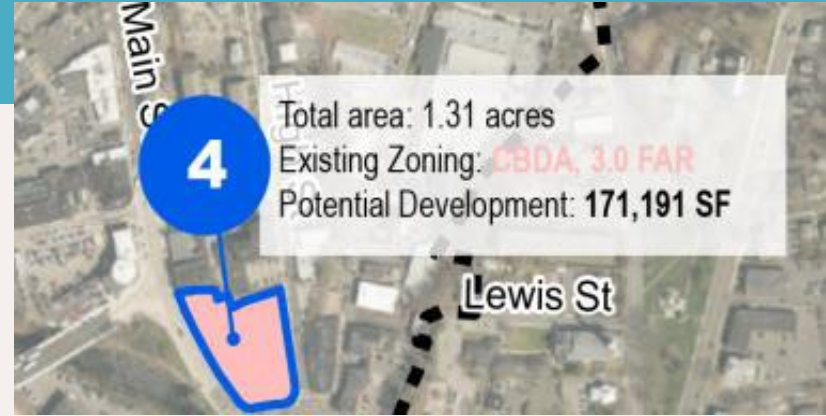 Main S
4
Total area: 1.31 acres
Existing Zoning: CBDA, 3.0 FAR
Potential Development: 171,191 SF
Lewis St